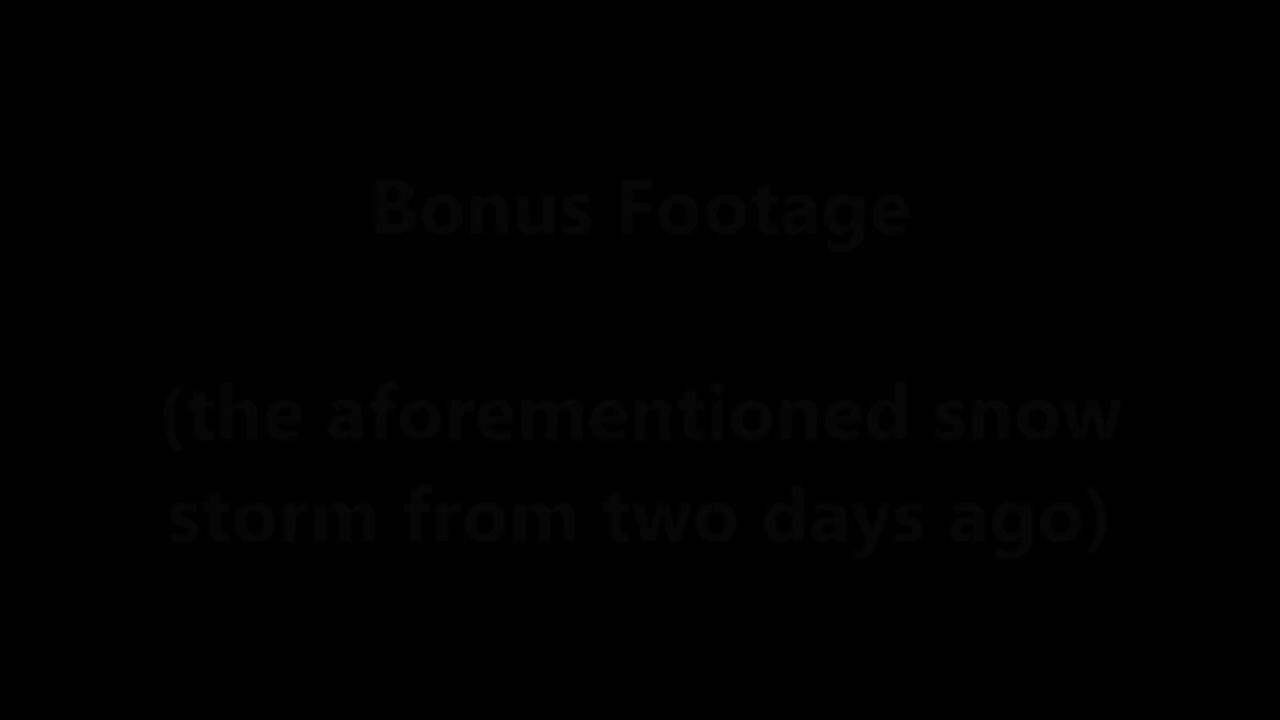 Bonus Footage
(the aforementioned snow
storm from two days ago)